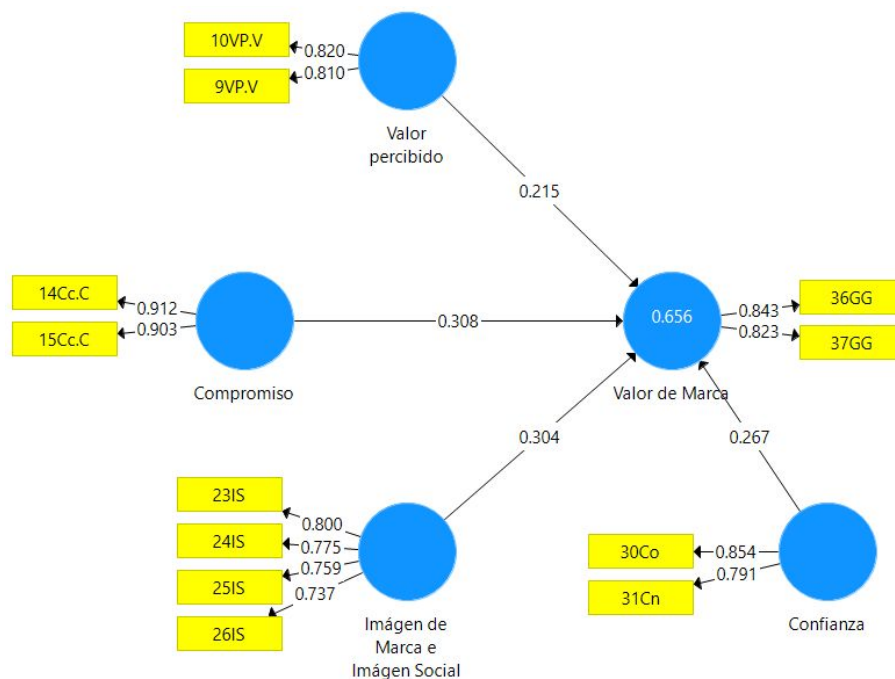 10VP.V
0.820
9VP.V
0.810
Valor
percibido
0.215
14Cc.C
0.912
15Cc.C
0.903
Compromiso
0.308
0.656
Valor de Marca
0.843
36GG
0.823
37GG
0.304
0.267
23IS
0.800
24IS
0.775
25IS
0.759
26IS
0.737
Imágen de
Marca e
Imágen Social
30Co
0.854
31Cn
0.791
Confianza